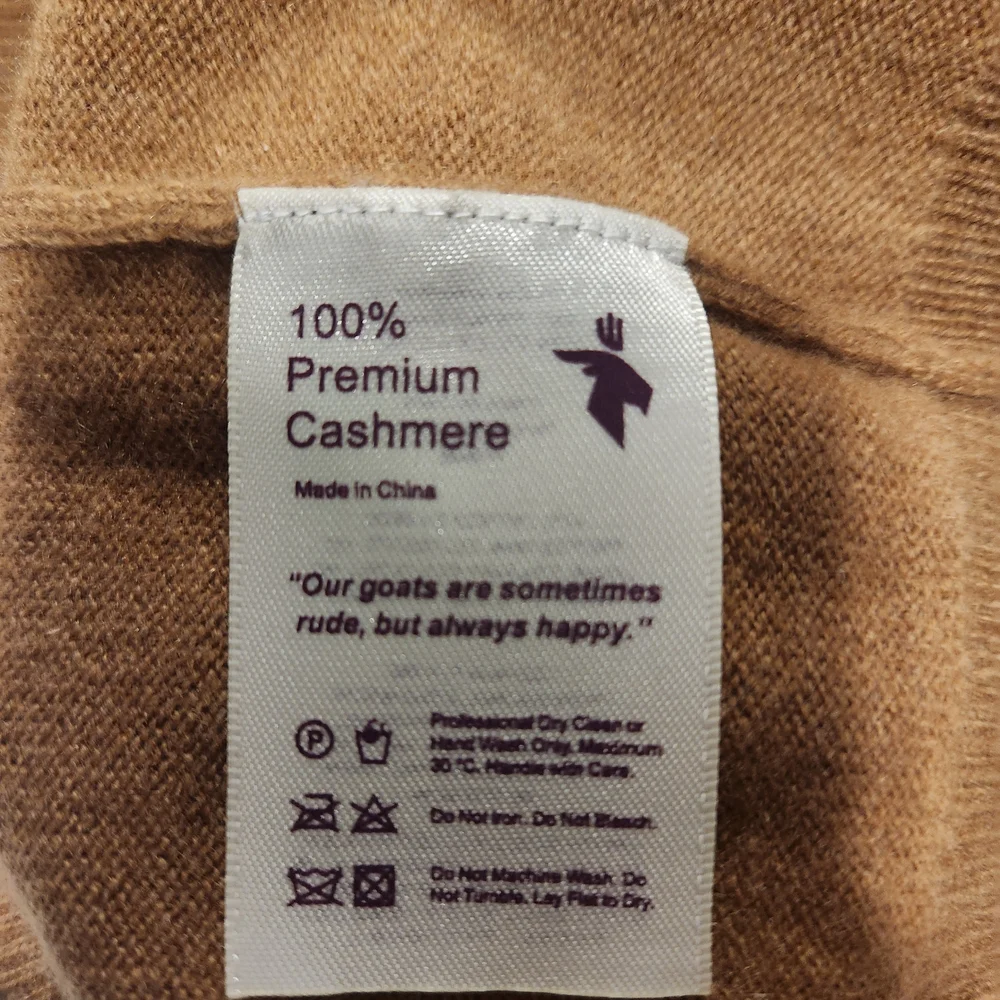 100%
Premium
Cashmere
Made in China
"Our goats are sometimes
rude, but always happy."
P
Professional Dry Clean or
Hand Wash Only. Maximum
30 °C. Handle with Care.
Do Not Iron. Do Not Bleach.
Do Not Machine Wash. Do
Not Tumble. Lay Flat to Dry.